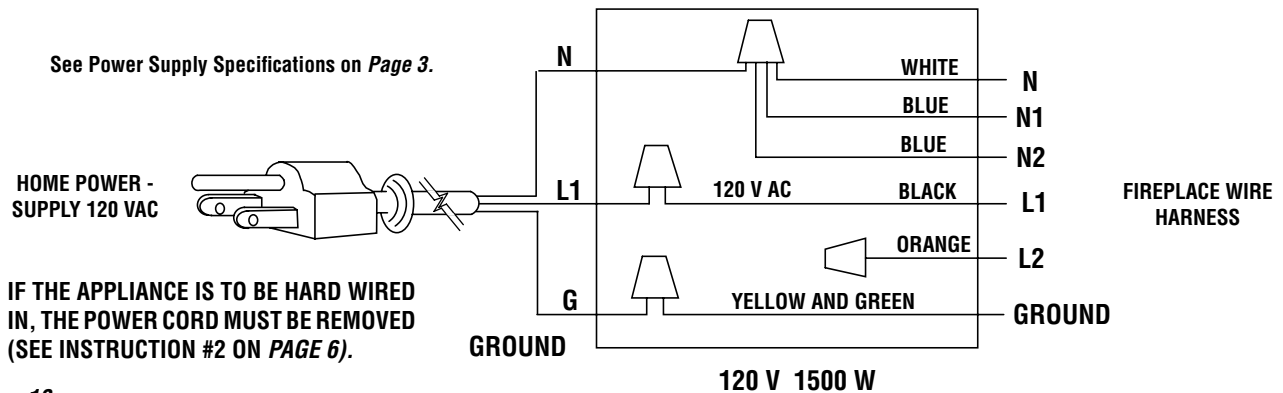 See Power Supply Specifications on Page 3.
N
WHITE
N
BLUE
N1
BLUE
N2
HOME POWER -
SUPPLY 120 VAC
L1
120 V AC
BLACK
L1
FIREPLACE WIRE
HARNESS
ORANGE
L2
IF THE APPLIANCE IS TO BE HARD WIRED
IN, THE POWER CORD MUST BE REMOVED
(SEE INSTRUCTION #2 ON PAGE 6).
G
YELLOW AND GREEN
GROUND
GROUND
120 V 1500 W